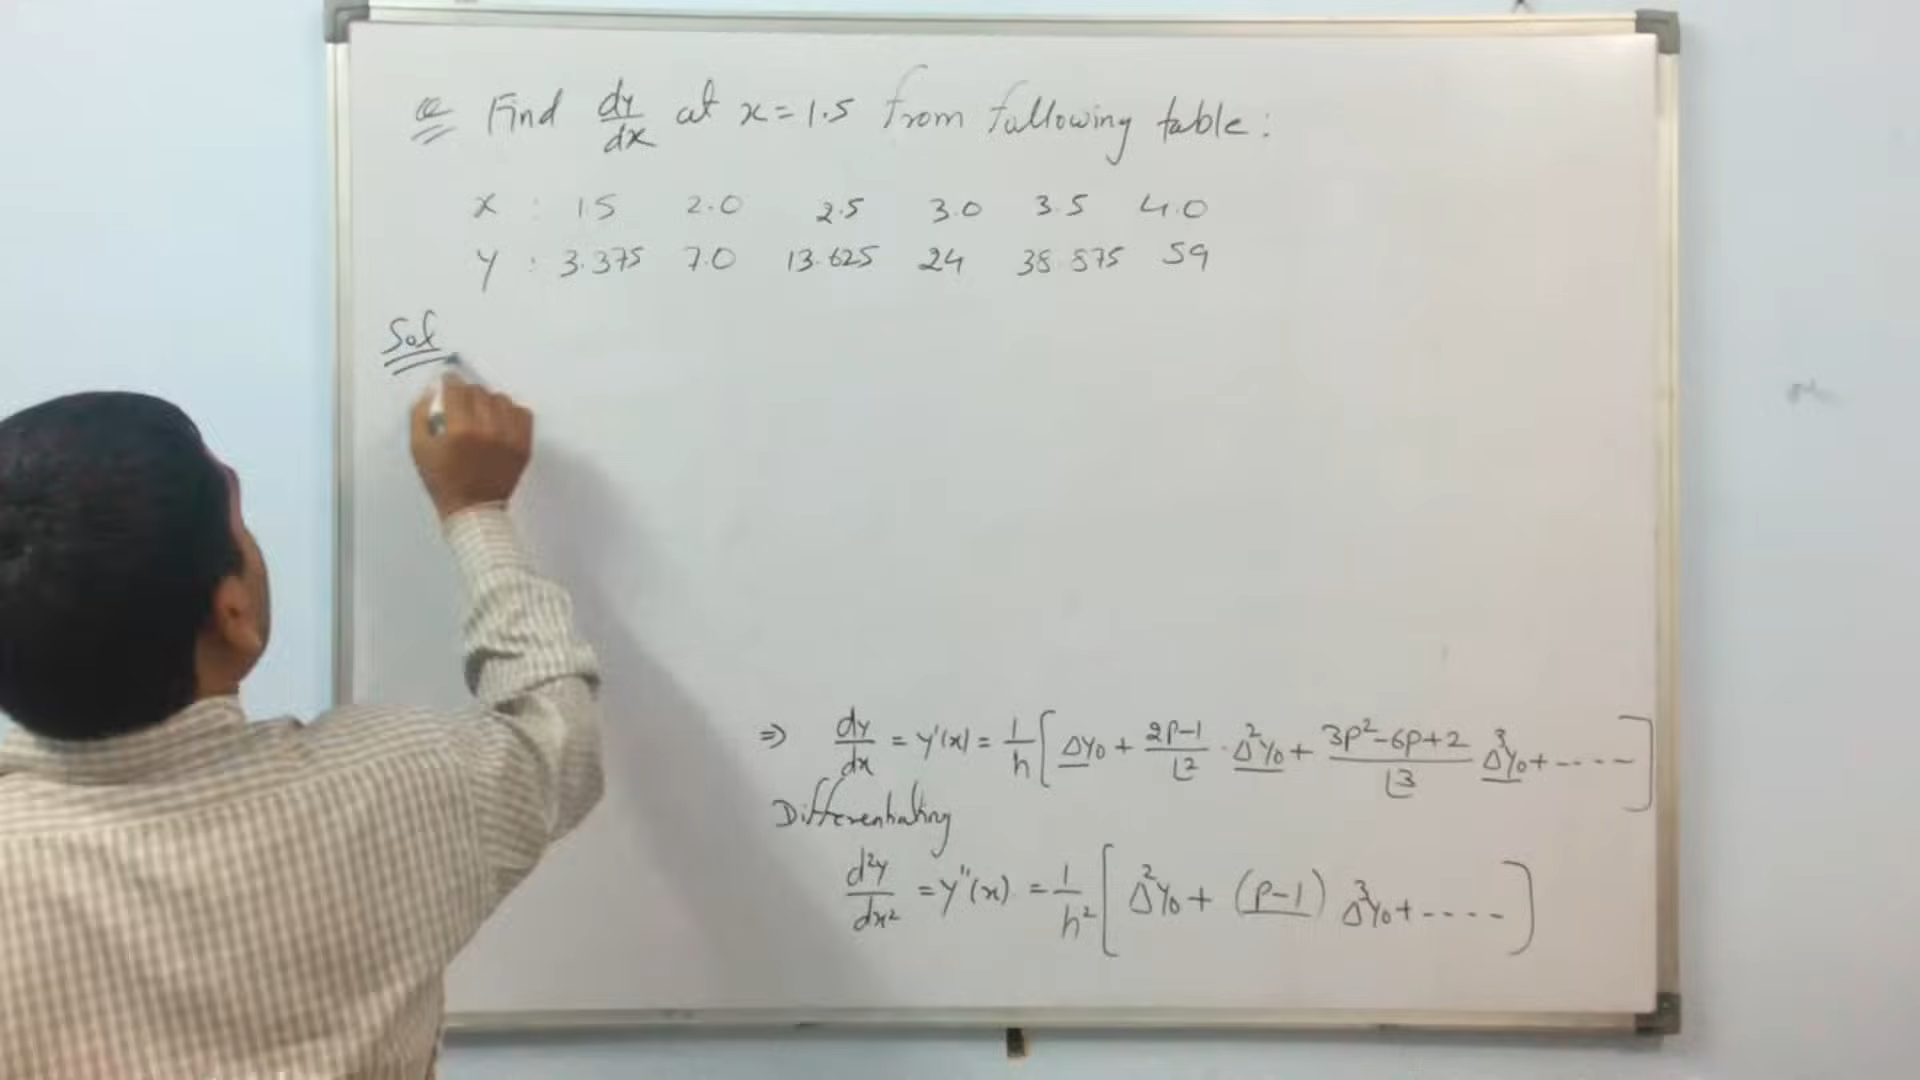 Q Find dy/dx at x=1.5 from following table:
x : 1.5 2.0 2.5 3.0 3.5 4.0
y : 3.375 7.0 13.625 24 38.875 59
Sol
⇒ dy/dx = y'(x) = 1/h [ Δy₀ + (2P-1)/⌊2 · Δ²y₀ + (3P²-6P+2)/⌊3 Δ³y₀ + ----- ]
Differentiating
d²y/dx² = y''(x) = 1/h² [ Δ²y₀ + (P-1) Δ³y₀ + ----- ]